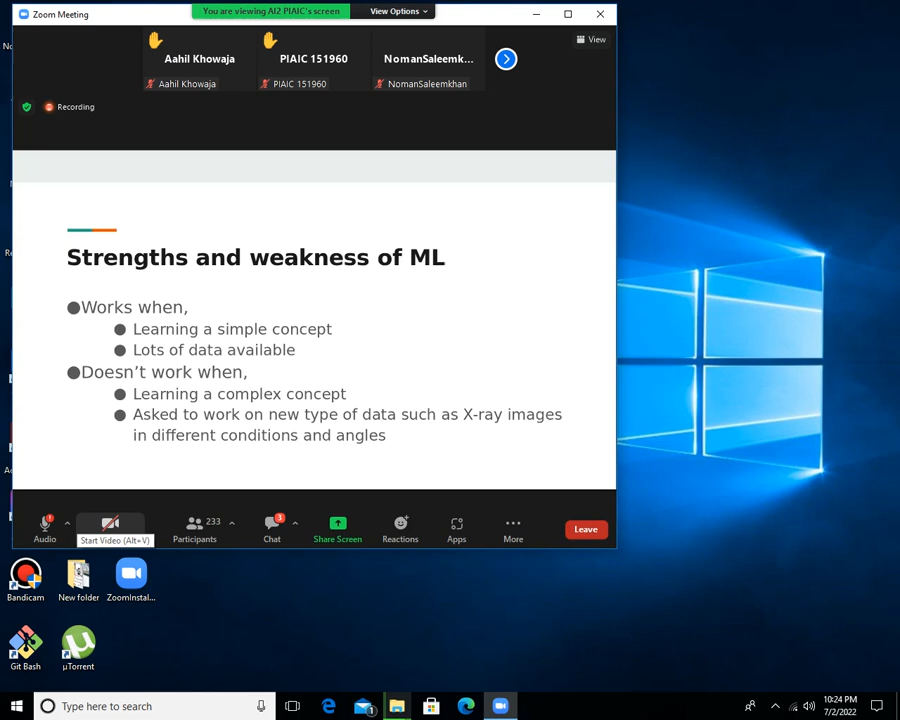 Zoom Meeting
You are viewing AI2 PIAIC's screen
View Options
Aahil Khowaja
PIAIC 151960
NomanSaleemk...
View
Aahil Khowaja
PIAIC 151960
NomanSaleemkhan
Recording
Strengths and weakness of ML
●Works when,
● Learning a simple concept
● Lots of data available
●Doesn't work when,
● Learning a complex concept
● Asked to work on new type of data such as X-ray images
in different conditions and angles
233
3
Audio
Start Video (Alt+V)
Participants
Chat
Share Screen
Reactions
Apps
More
Leave
Bandicam
New folder
ZoomInstal...
Git Bash
µTorrent
Type here to search
1
10:24 PM
7/2/2022